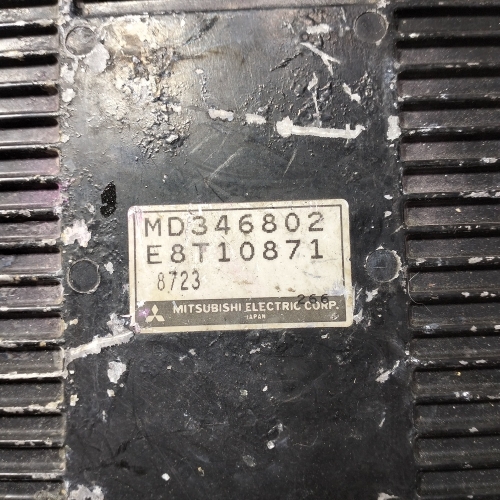 MD346802
E8T10871
8723
MITSUBISHI ELECTRIC CORP.
JAPAN